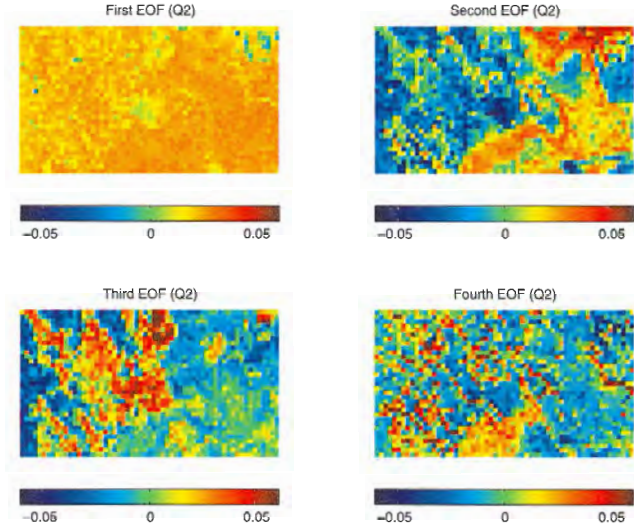 First EOF (Q2)
Second EOF (Q2)
−0.05 0 0.05
−0.05 0 0.05
Third EOF (Q2)
Fourth EOF (Q2)
−0.05 0 0.05
−0.05 0 0.05